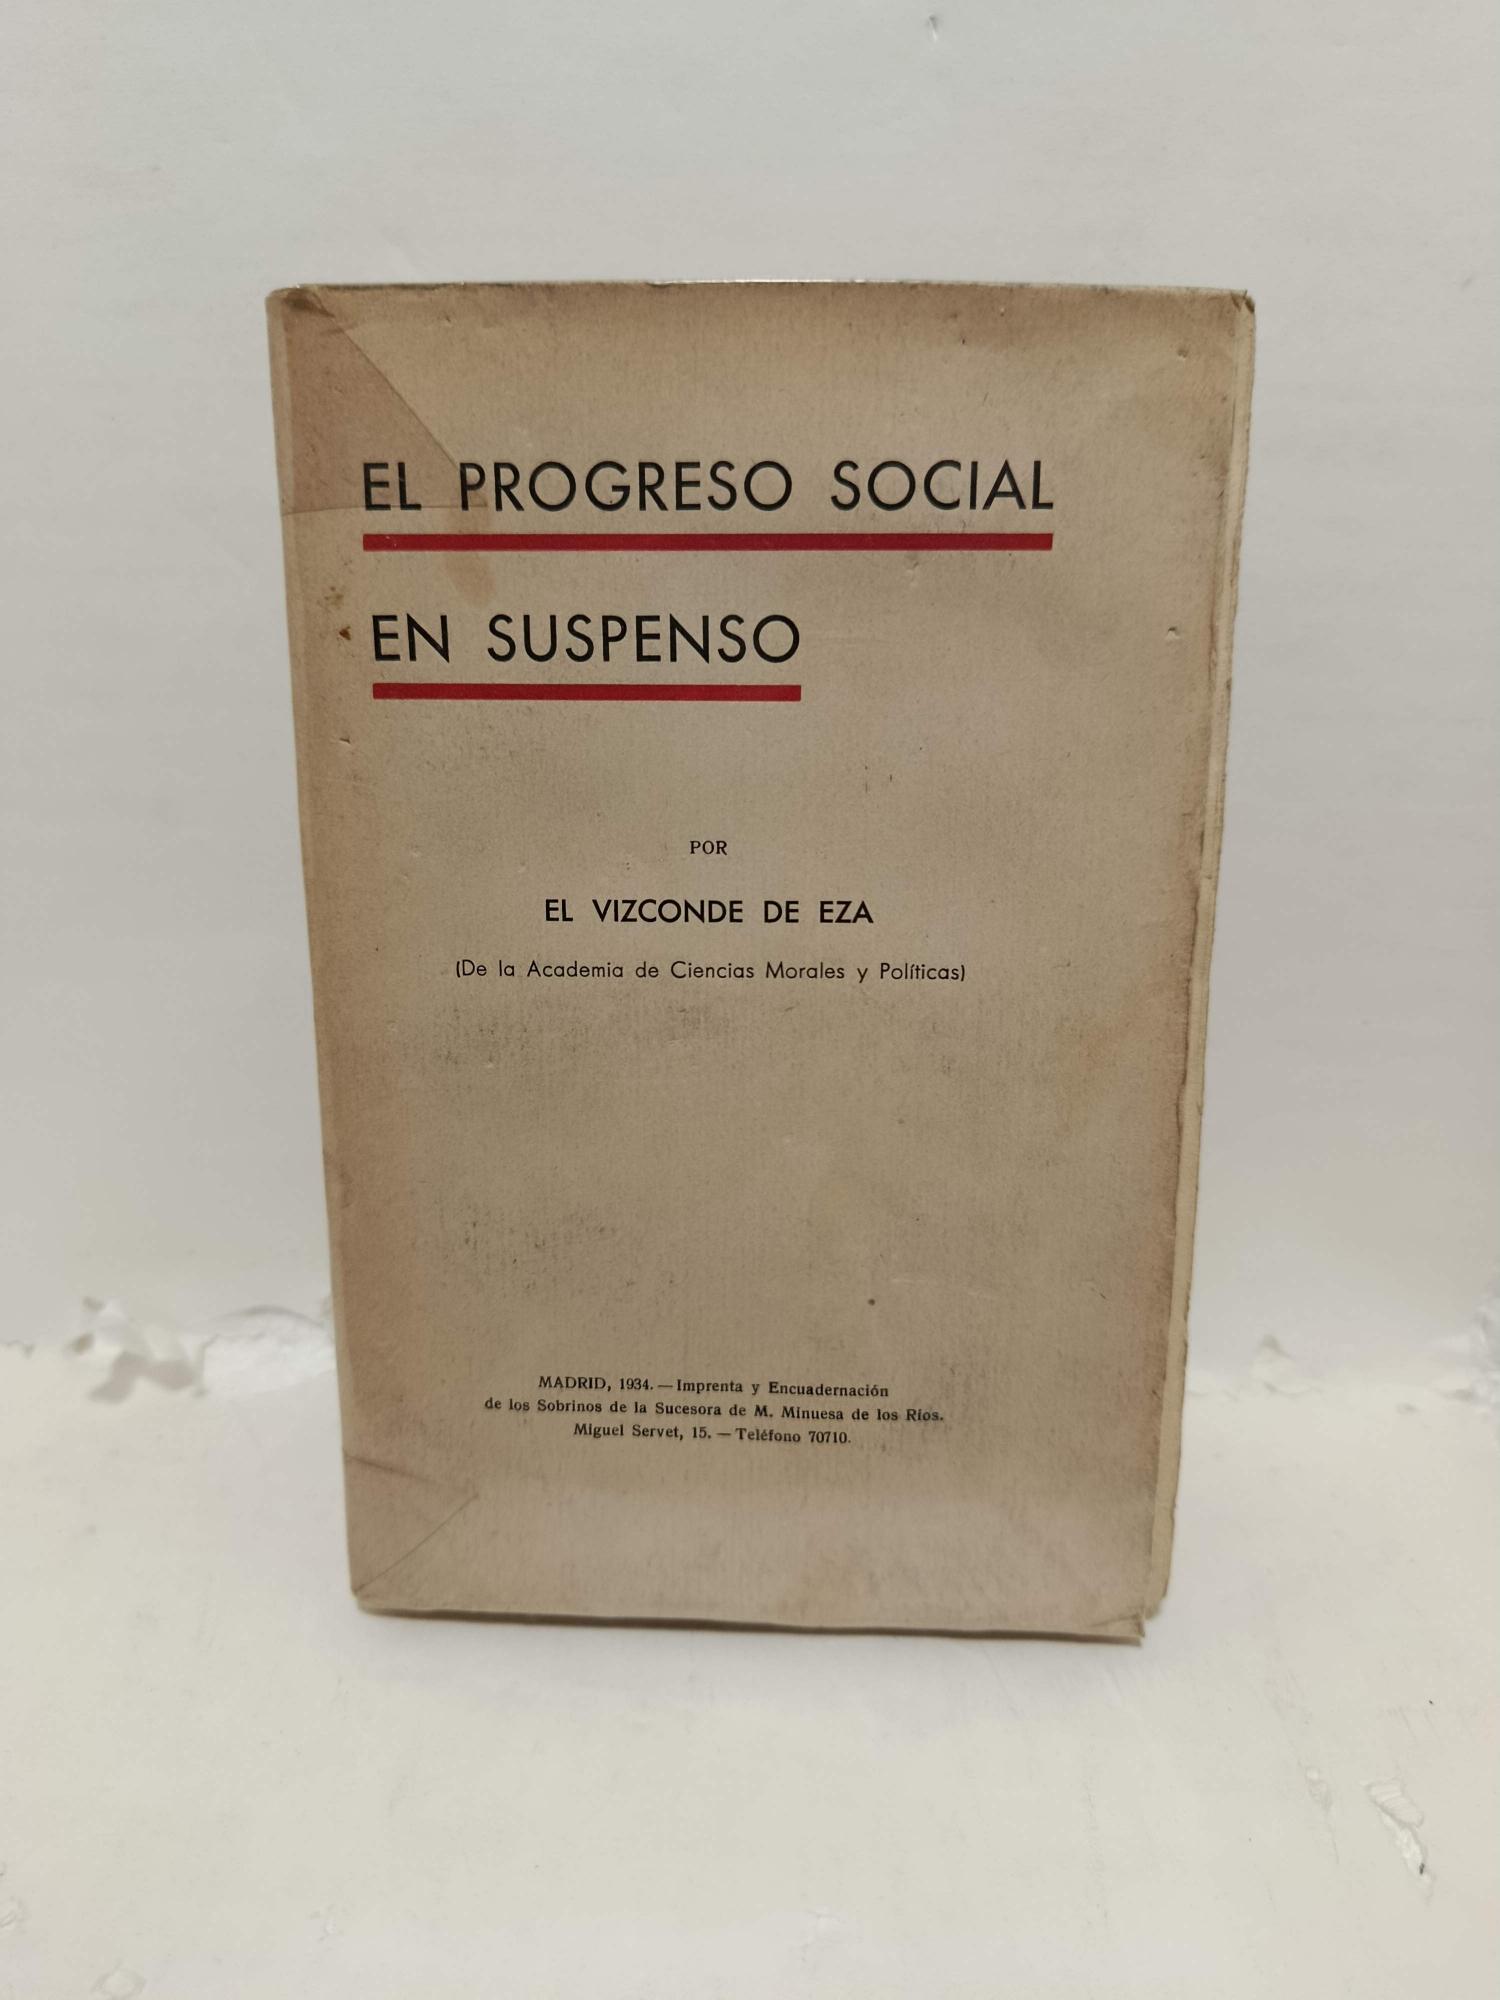 EL PROGRESO SOCIAL
EN SUSPENSO
POR
EL VIZCONDE DE EZA
(De la Academia de Ciencias Morales y Políticas)
MADRID, 1934. — Imprenta y Encuadernación
de los Sobrinos de la Sucesora de M. Minuesa de los Ríos.
Miguel Servet, 15. — Teléfono 70710.